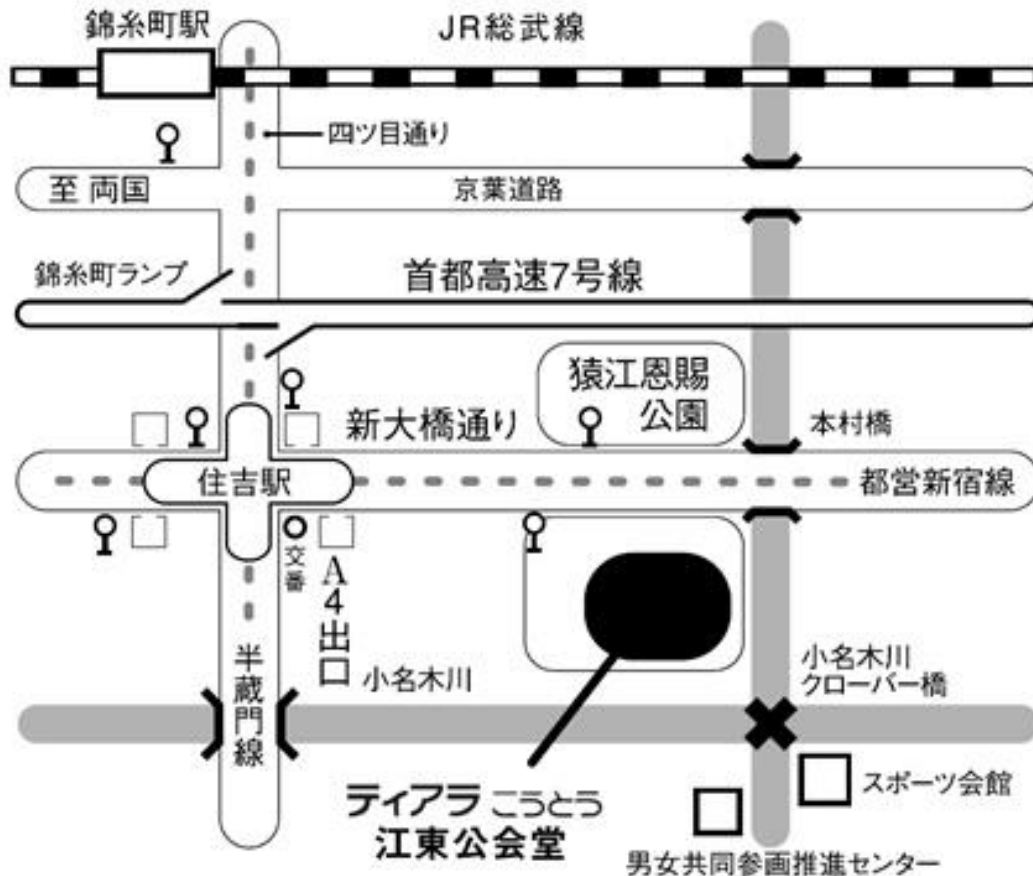 錦糸町駅
JR総武線
四ツ目通り
至 両国
京葉道路
錦糸町ランプ
首都高速7号線
猿江恩賜
公園
新大橋通り
本村橋
住吉駅
都営新宿線
交番
A4出口
半蔵門線
小名木川
小名木川
クローバー橋
ティアラこうとう
江東公会堂
スポーツ会館
男女共同参画推進センター